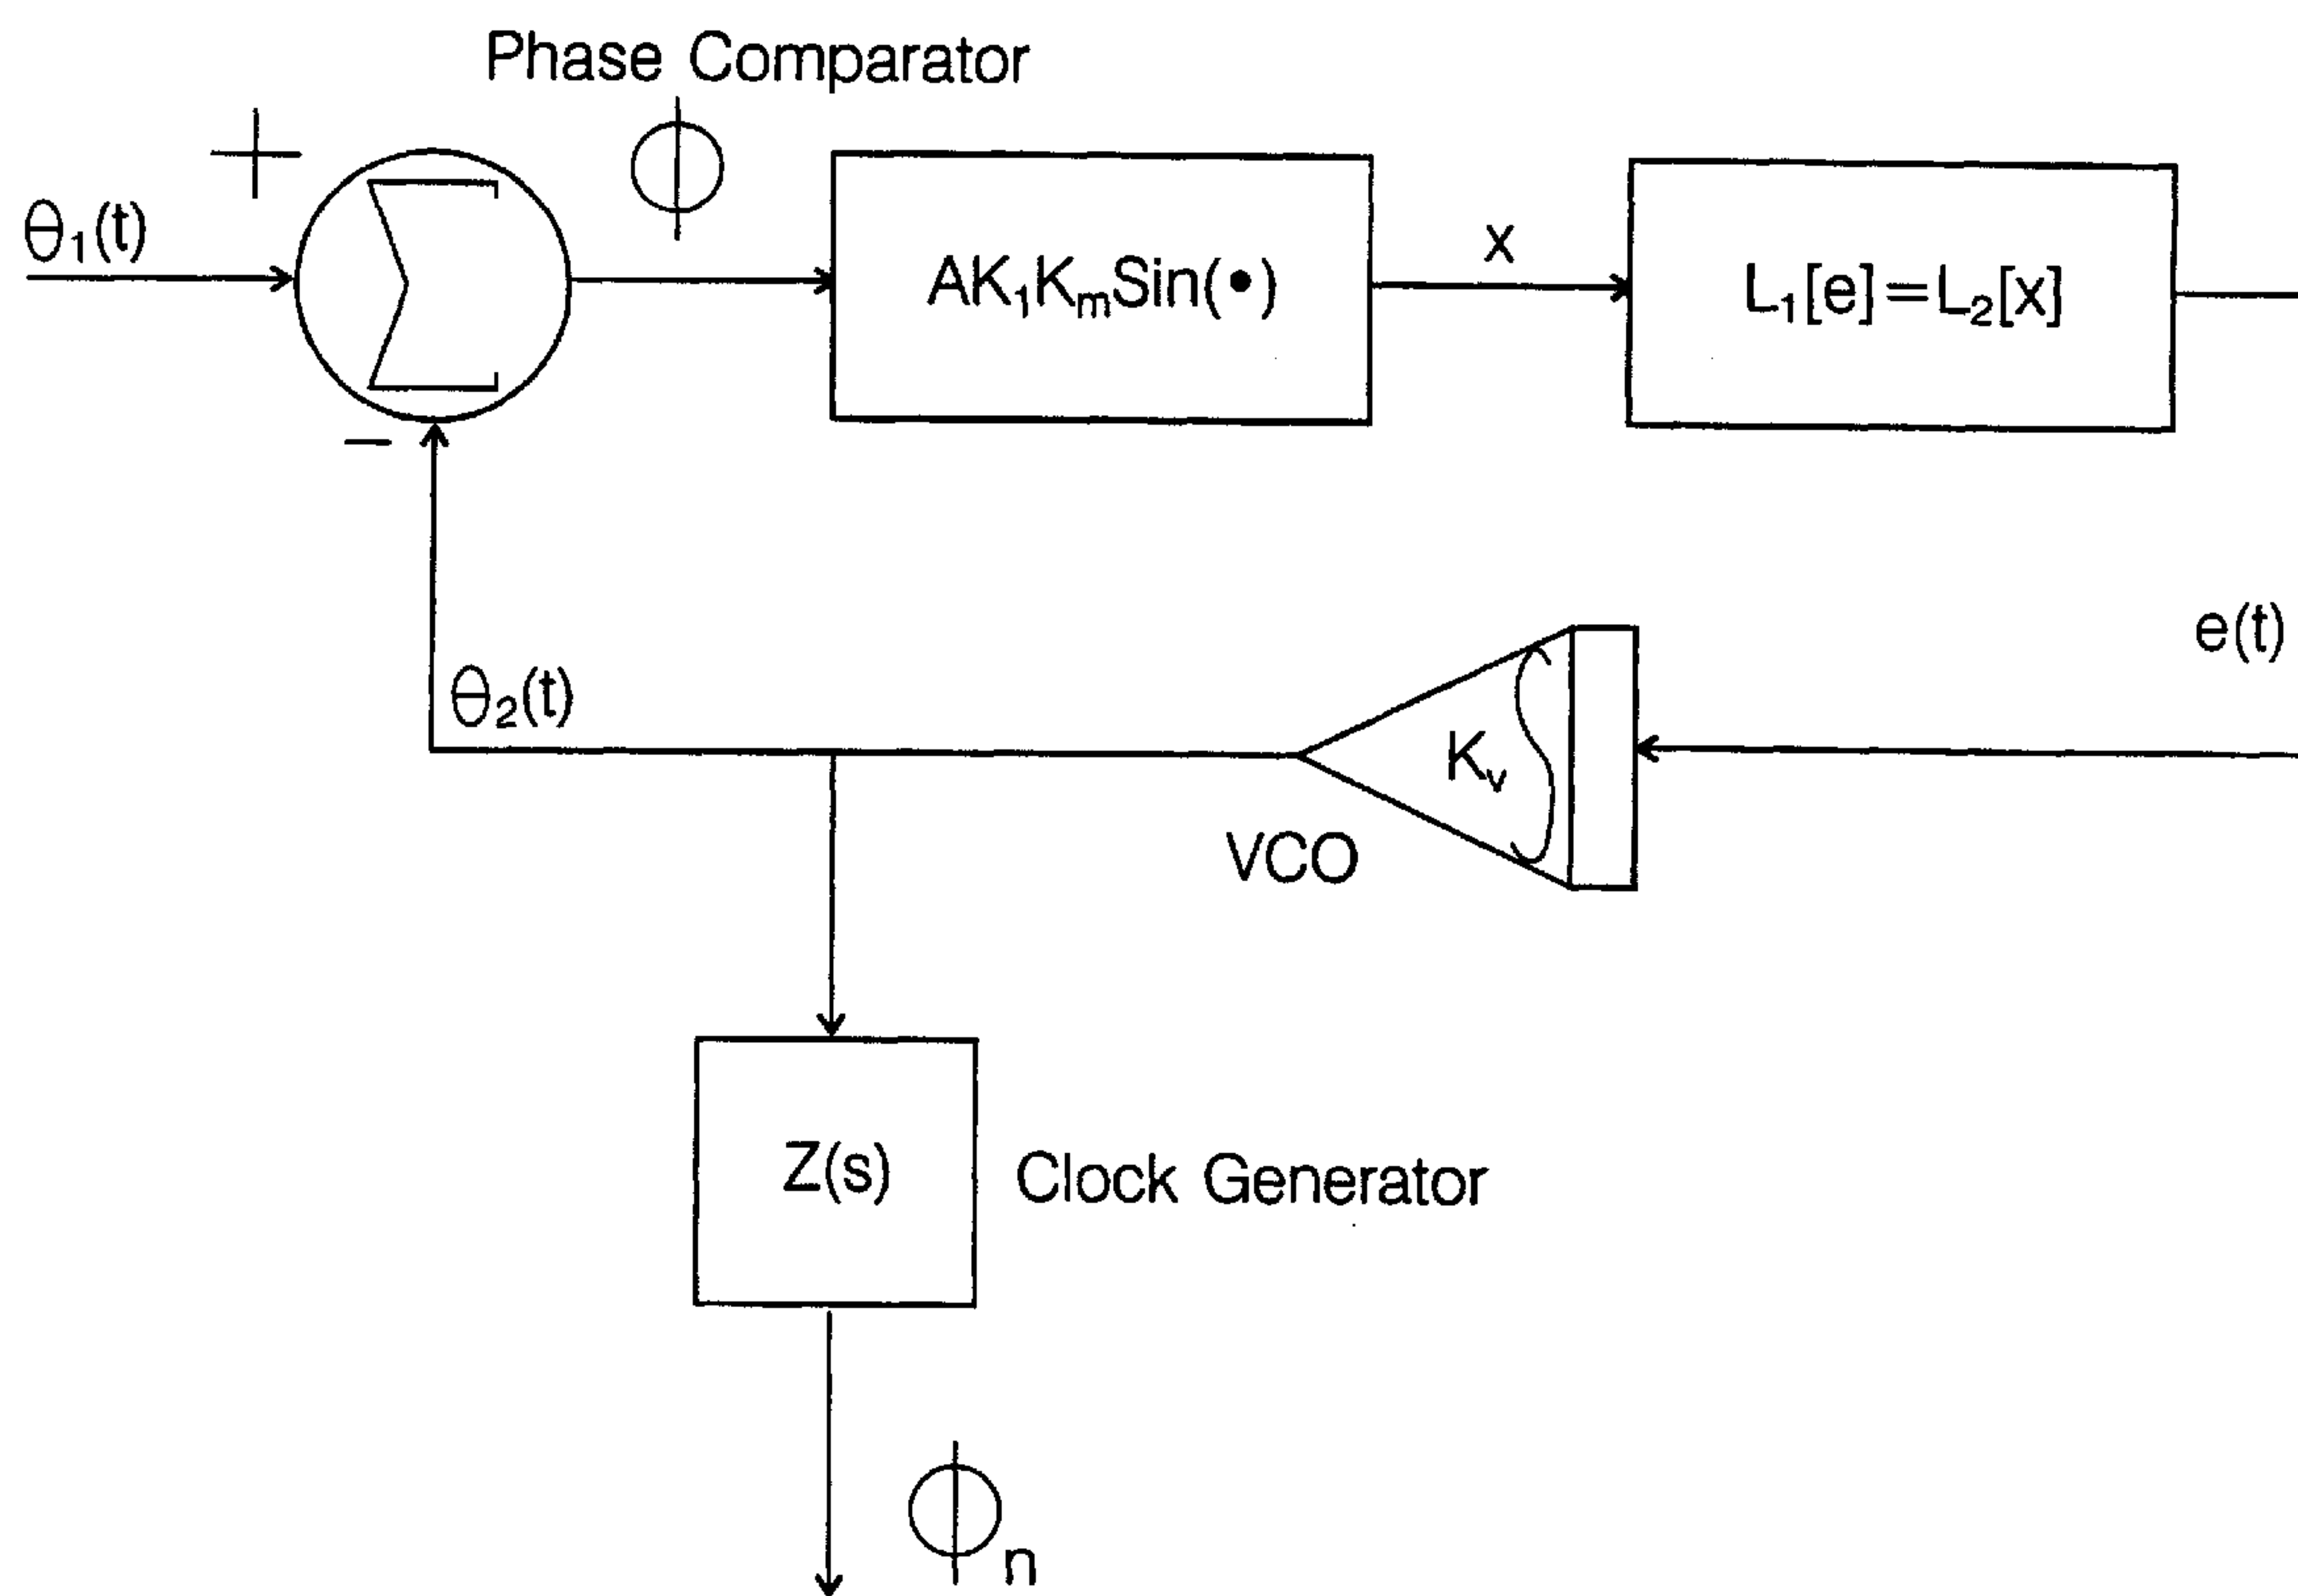 Phase Comparator
+
ϕ
θ₁(t)
Σ
AK₁KₘSin(•)
x
L₁[e]=L₂[x]
−
e(t)
θ₂(t)
Kᵥ
VCO
Z(s)
Clock Generator
ϕₙ